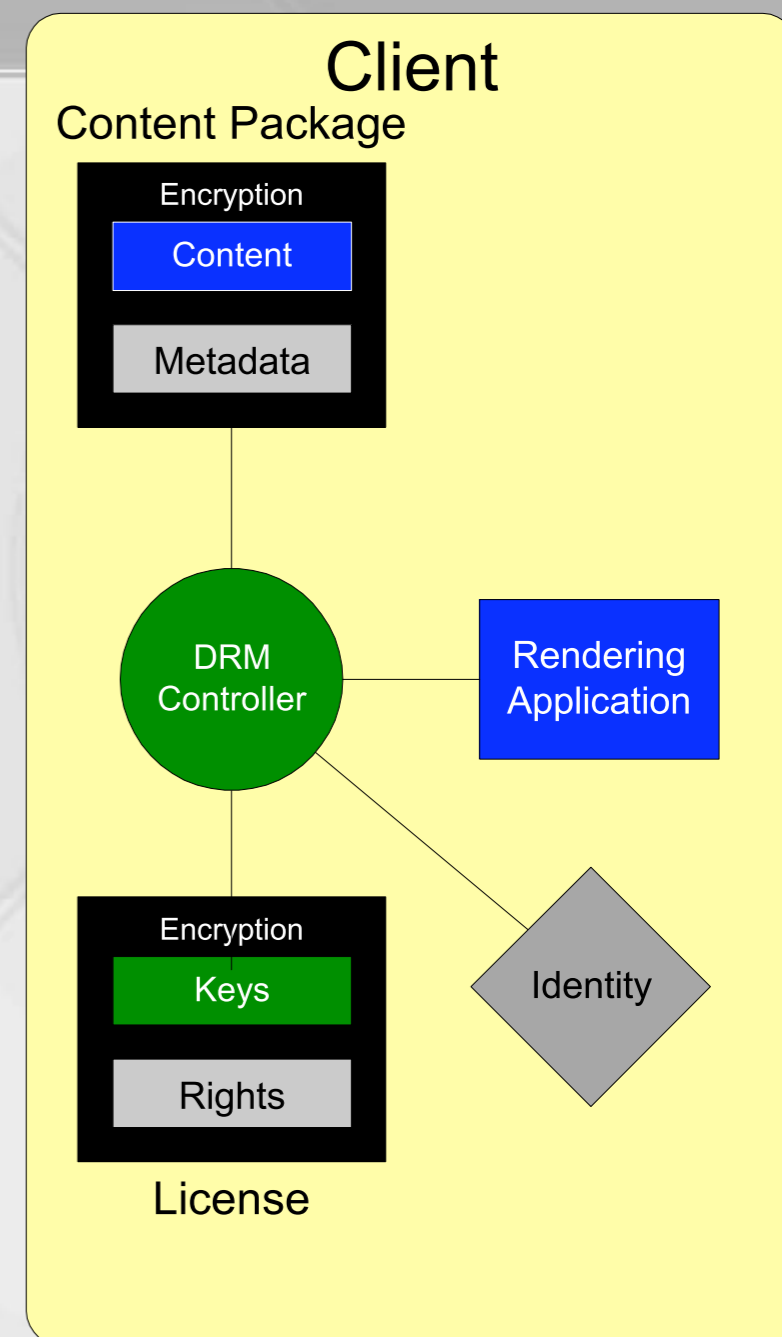 Client
Content Package
Encryption
Content
Metadata
DRM
Controller
Rendering
Application
Encryption
Keys
Rights
Identity
License